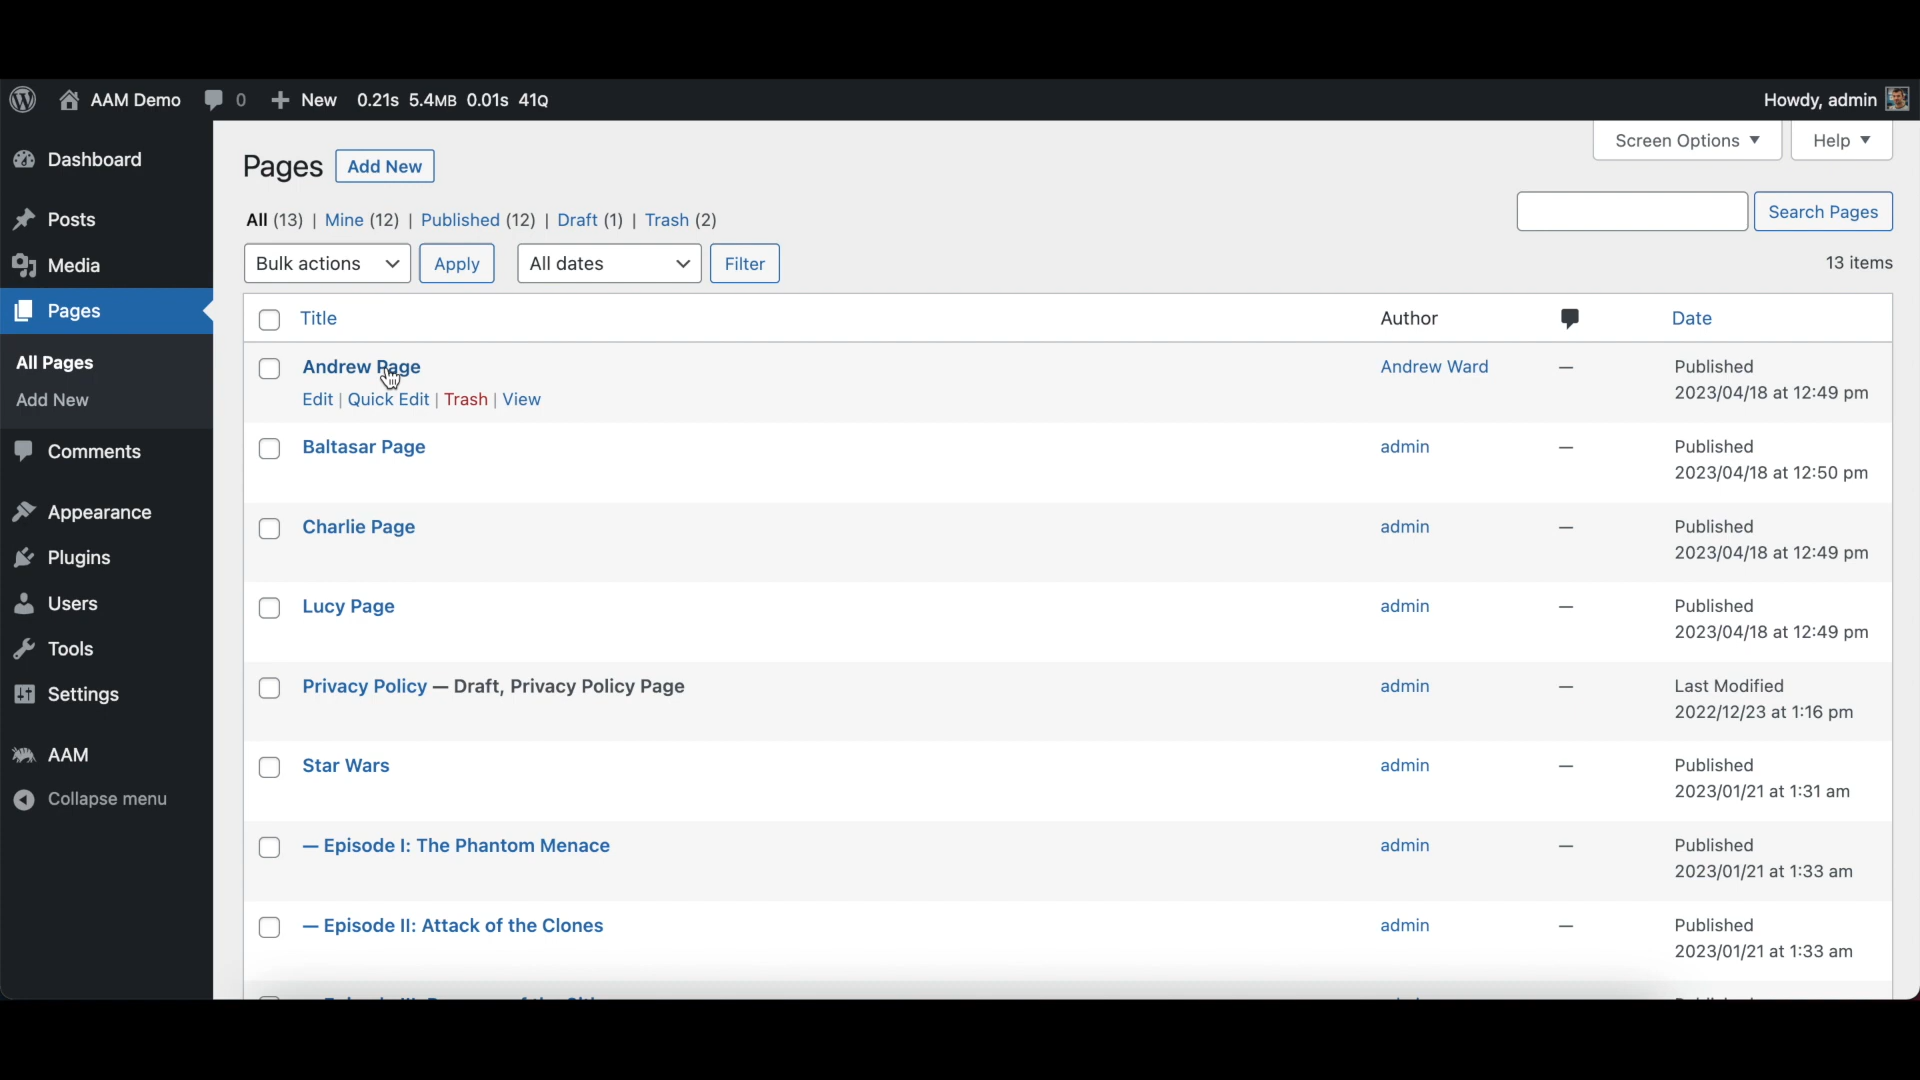 AAM Demo 0 New 0.21s 5.4MB 0.01s 41Q Howdy, admin
Dashboard
Posts
Media
Pages
All Pages
Add New
Comments
Appearance
Plugins
Users
Tools
Settings
AAM
Collapse menu
Screen Options Help
Pages Add New
All (13) | Mine (12) | Published (12) | Draft (1) | Trash (2)
Search Pages
Bulk actions Apply All dates Filter 13 items
Title Author Date
Andrew Page Andrew Ward — Published
Edit | Quick Edit | Trash | View 2023/04/18 at 12:49 pm
Baltasar Page admin — Published
2023/04/18 at 12:50 pm
Charlie Page admin — Published
2023/04/18 at 12:49 pm
Lucy Page admin — Published
2023/04/18 at 12:49 pm
Privacy Policy — Draft, Privacy Policy Page admin — Last Modified
2022/12/23 at 1:16 pm
Star Wars admin — Published
2023/01/21 at 1:31 am
— Episode I: The Phantom Menace admin — Published
2023/01/21 at 1:33 am
— Episode II: Attack of the Clones admin — Published
2023/01/21 at 1:33 am